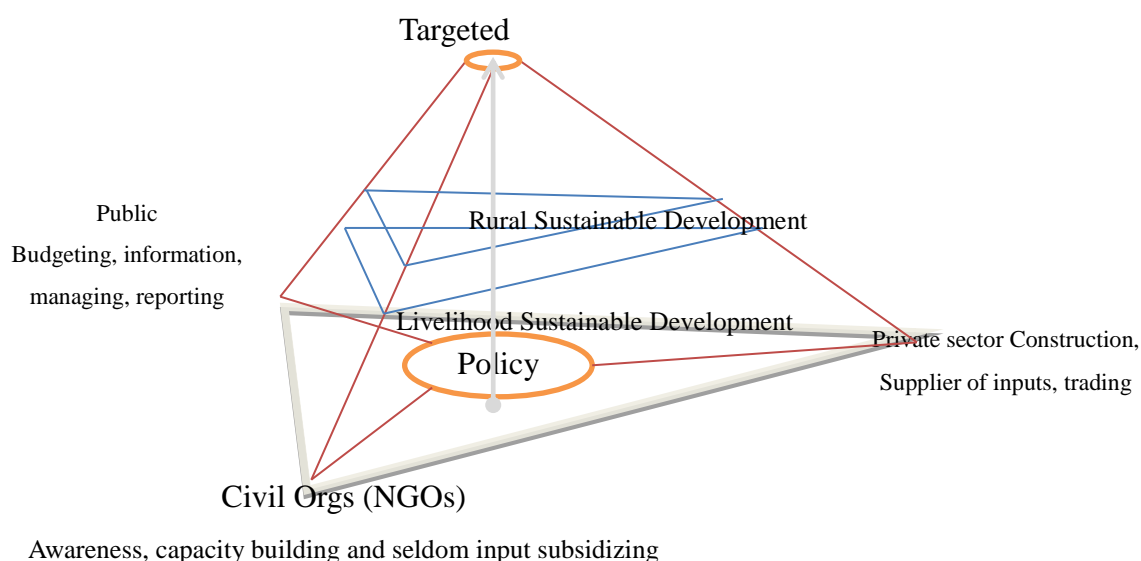 Targeted
Public
Budgeting, information,
managing, reporting
Rural Sustainable Development
Livelihood Sustainable Development
Policy
Private sector Construction,
Supplier of inputs, trading
Civil Orgs (NGOs)
Awareness, capacity building and seldom input subsidizing